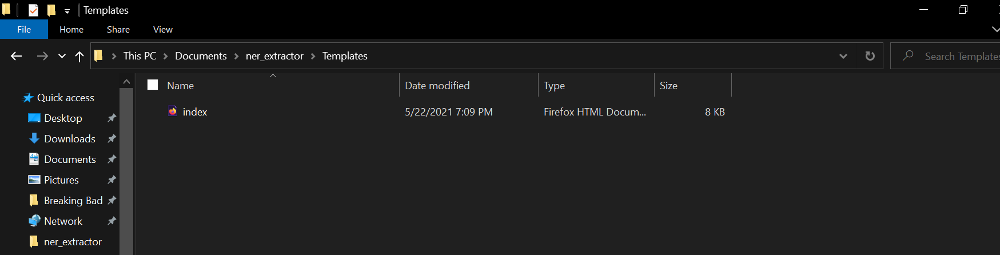 Templates
File Home Share View
This PC Documents ner_extractor Templates
Search Templates
Name Date modified Type Size
Quick access
index 5/22/2021 7:09 PM Firefox HTML Docum... 8 KB
Desktop
Downloads
Documents
Pictures
Breaking Bad
Network
ner_extractor